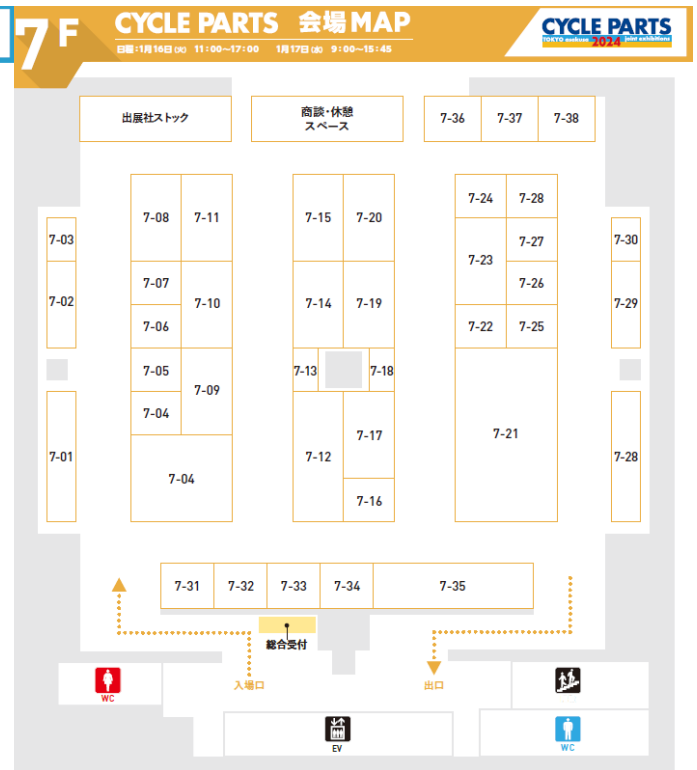 7F
CYCLE PARTS 会場MAP
日程:1月16日(火) 11:00~17:00 1月17日(水) 9:00~15:45
CYCLE PARTS
TOKYO asakusa 2024 joint exhibitions
出展社ストック
商談・休憩
スペース
7-36 7-37 7-38
7-08 7-11 7-15 7-20 7-24 7-28
7-03 7-27 7-30
7-23
7-02 7-07 7-10 7-14 7-19 7-26 7-29
7-06 7-22 7-25
7-05 7-13 7-18
7-09
7-04
7-01 7-04 7-12 7-17 7-21 7-28
7-16
7-31 7-32 7-33 7-34 7-35
総合受付
入場口 出口
WC
EV
WC